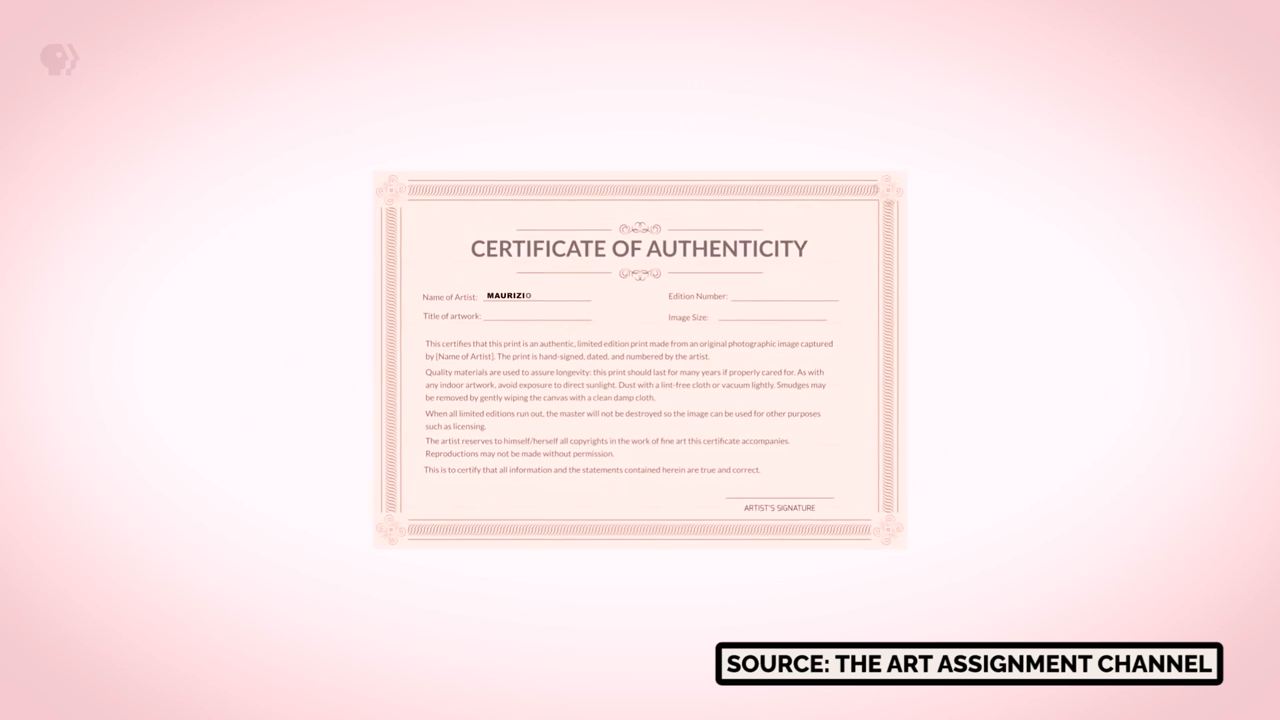 CERTIFICATE OF AUTHENTICITY
Name of Artist: MAURIZIO
Edition Number:
Title of artwork:
Image Size:
This certifies that this print is an authentic, limited edition print made from an original photographic image captured
by [Name of Artist]. The print is hand-signed, dated, and numbered by the artist.
Quality materials are used to assure longevity: this print should last for many years if properly cared for. As with
any indoor artwork, avoid exposure to direct sunlight. Dust with a lint-free cloth or vacuum lightly. Smudges may
be removed by gently wiping the canvas with a clean damp cloth.
When all limited editions run out, the master will not be destroyed so the image can be used for other purposes
such as licensing.
The artist reserves to himself/herself all copyrights in the work of fine art this certificate accompanies.
Reproductions may not be made without permission.
This is to certify that all information and the statements contained herein are true and correct.
ARTIST'S SIGNATURE
SOURCE: THE ART ASSIGNMENT CHANNEL